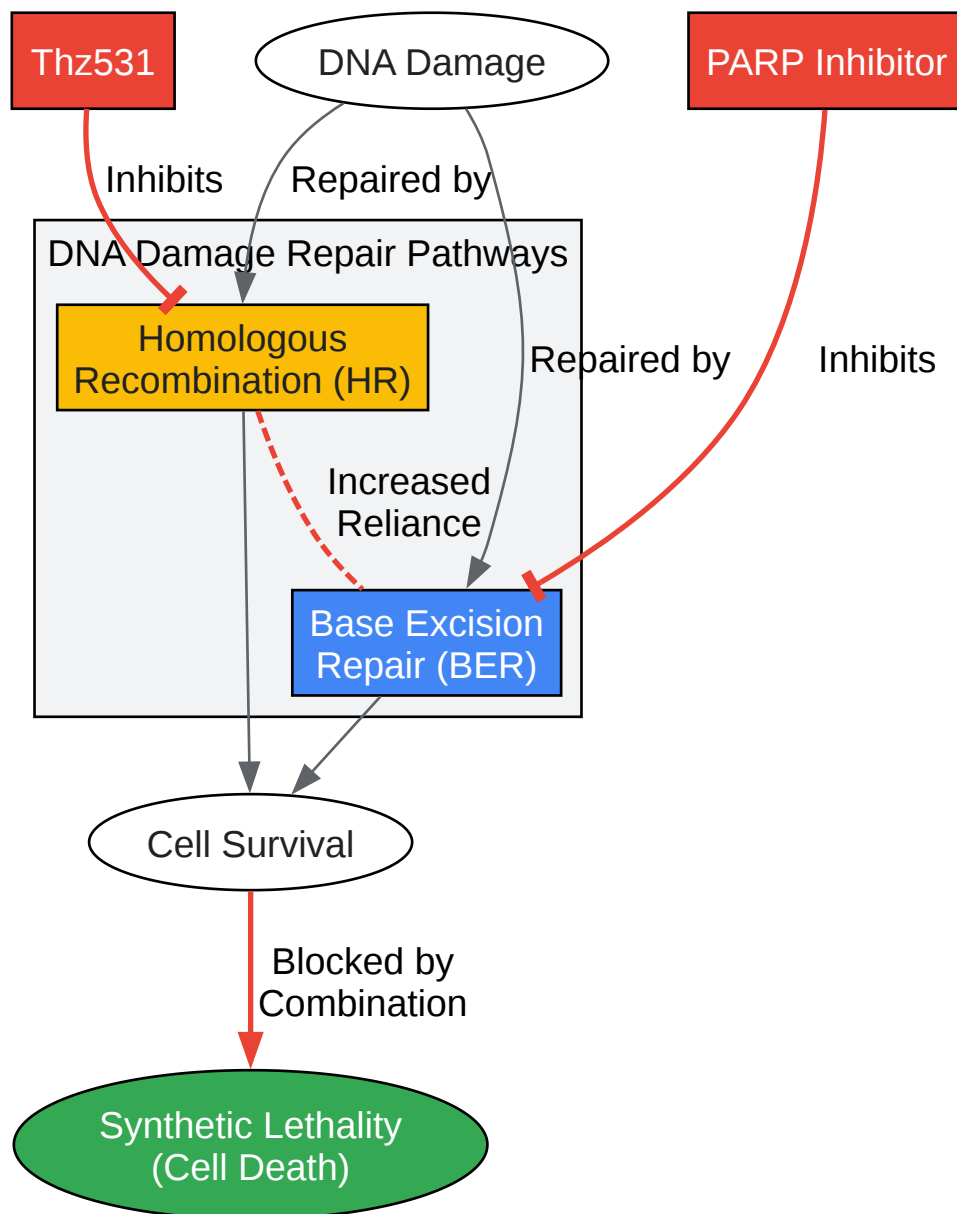 Thz531
DNA Damage
PARP Inhibitor
Inhibits
Repaired by
DNA Damage Repair Pathways
Homologous
Recombination (HR)
Repaired by
Inhibits
Increased
Reliance
Base Excision
Repair (BER)
Cell Survival
Blocked by
Combination
Synthetic Lethality
(Cell Death)